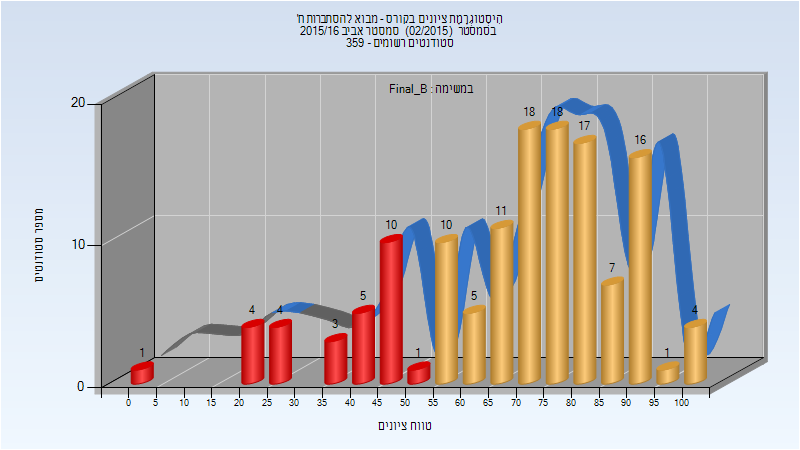 היסטוגרמת ציונים בקורס - מבוא להסתברות ח'
בסמסטר (02/2015) סמסטר אביב 2015/16
סטודנטים רשומים - 359
במשימה : Final_B
מספר סטודנטים
20
10
0
1
4
4
3
5
10
1
10
5
11
18
18
17
7
16
1
4
0 5 10 15 20 25 30 35 40 45 50 55 60 65 70 75 80 85 90 95 100
טווח ציונים